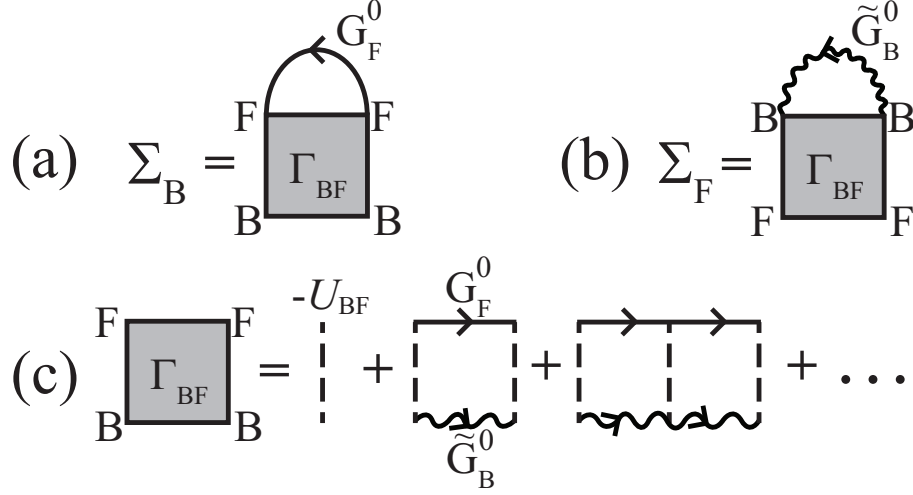 G_F^0
F F
(a) Σ_B = Γ_BF
B B
G̃_B^0
B B
(b) Σ_F = Γ_BF
F F
-U_BF G_F^0
F F
(c) Γ_BF = + + + ...
B B
G̃_B^0